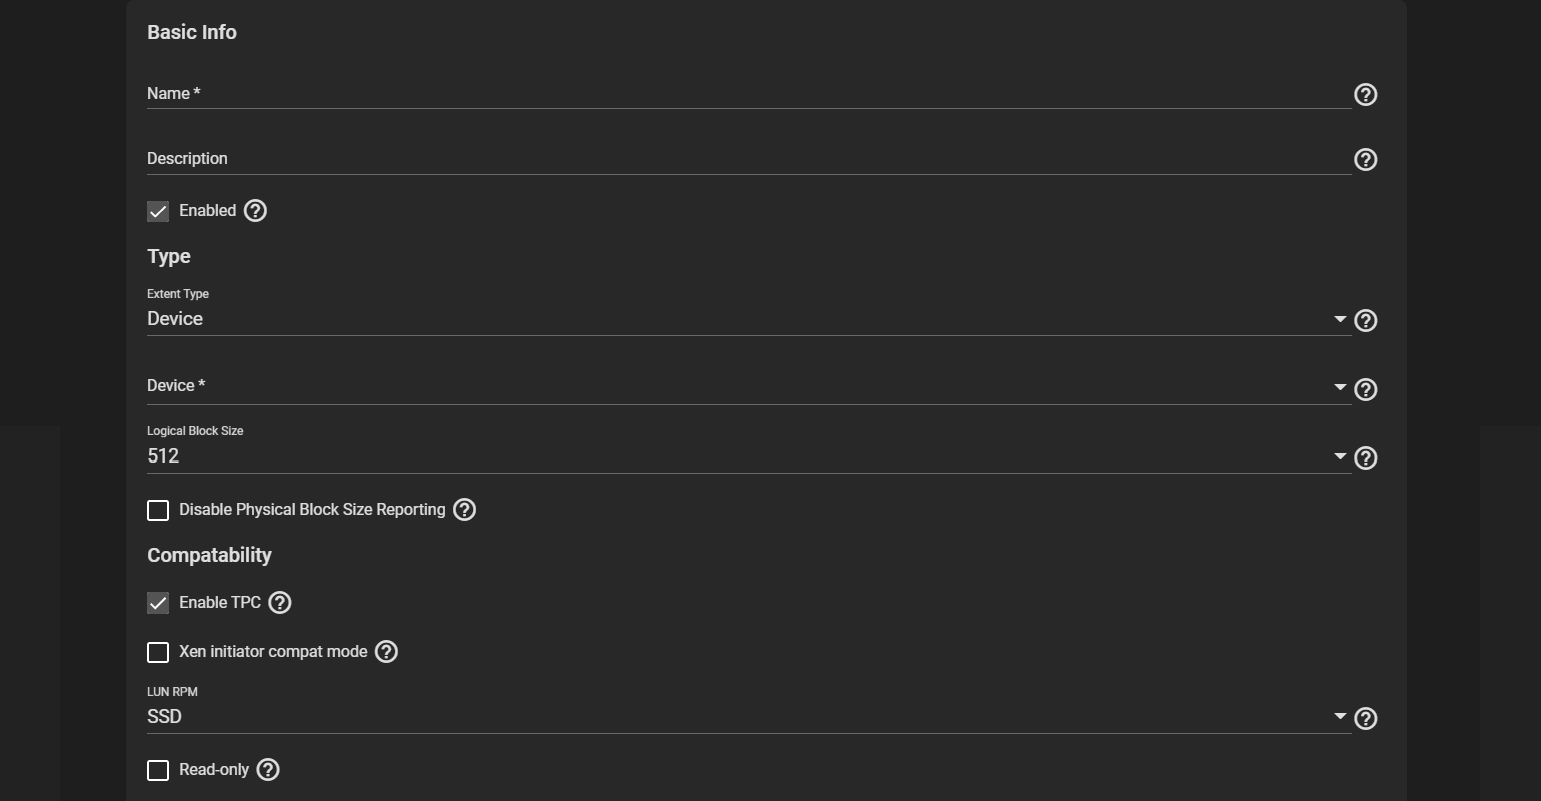 Basic Info
Name *
Description
Enabled
Type
Extent Type
Device
Device *
Logical Block Size
512
Disable Physical Block Size Reporting
Compatability
Enable TPC
Xen initiator compat mode
LUN RPM
SSD
Read-only